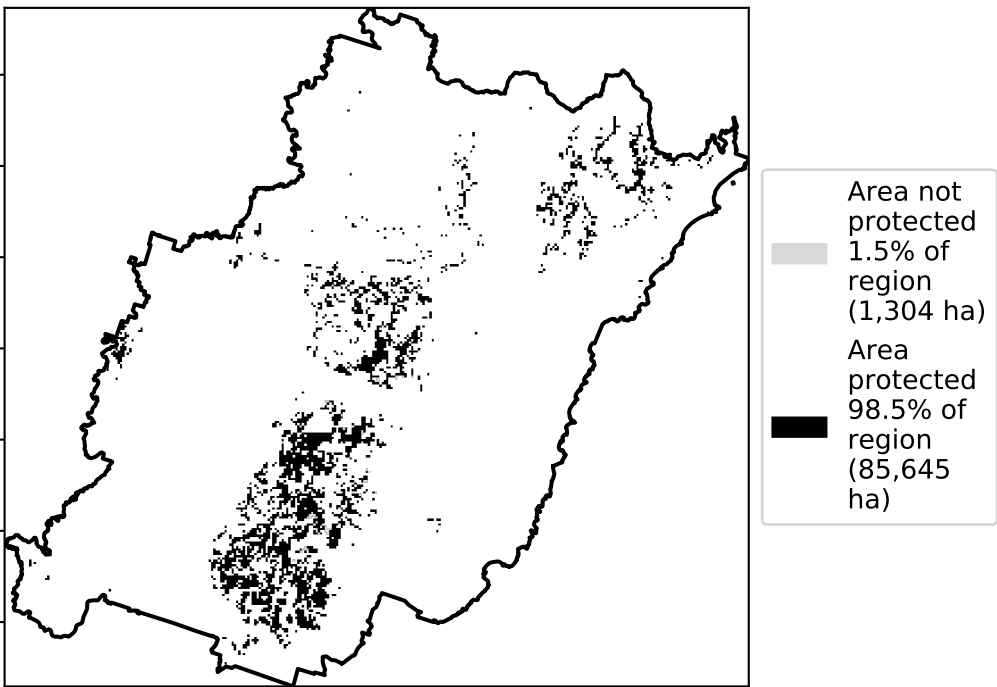 Area not
protected
1.5% of
region
(1,304 ha)
Area
protected
98.5% of
region
(85,645
ha)